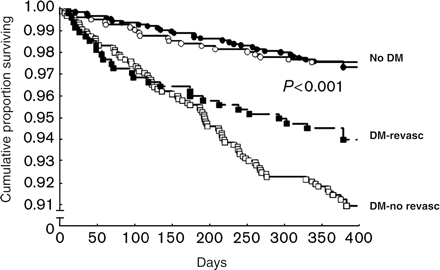 Cumulative proportion surviving
1.00
0.99
0.98
0.97
0.96
0.95
0.94
0.93
0.92
0.91
0
No DM
P<0.001
DM-revasc
DM-no revasc
0 50 100 150 200 250 300 350 400
Days